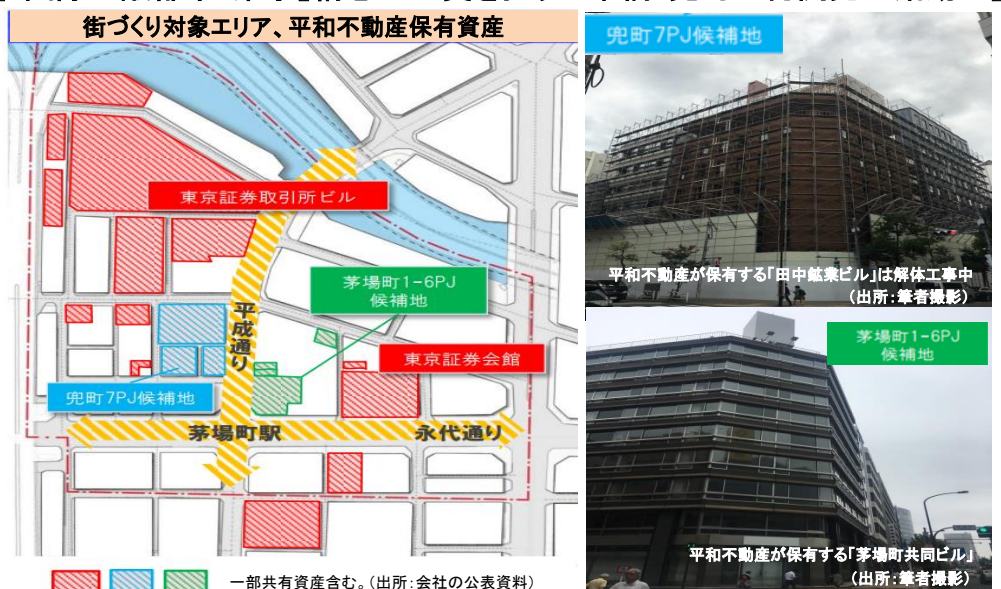 街づくり対象エリア、平和不動産保有資産
東京証券取引所ビル
茅場町1-6PJ
候補地
平成通り
東京証券会館
兜町7PJ候補地
茅場町駅
永代通り
一部共有資産含む。(出所:会社の公表資料)
兜町7PJ候補地
平和不動産が保有する「田中鉱業ビル」は解体工事中
(出所:筆者撮影)
茅場町1-6PJ
候補地
平和不動産が保有する「茅場町共同ビル」
(出所:筆者撮影)